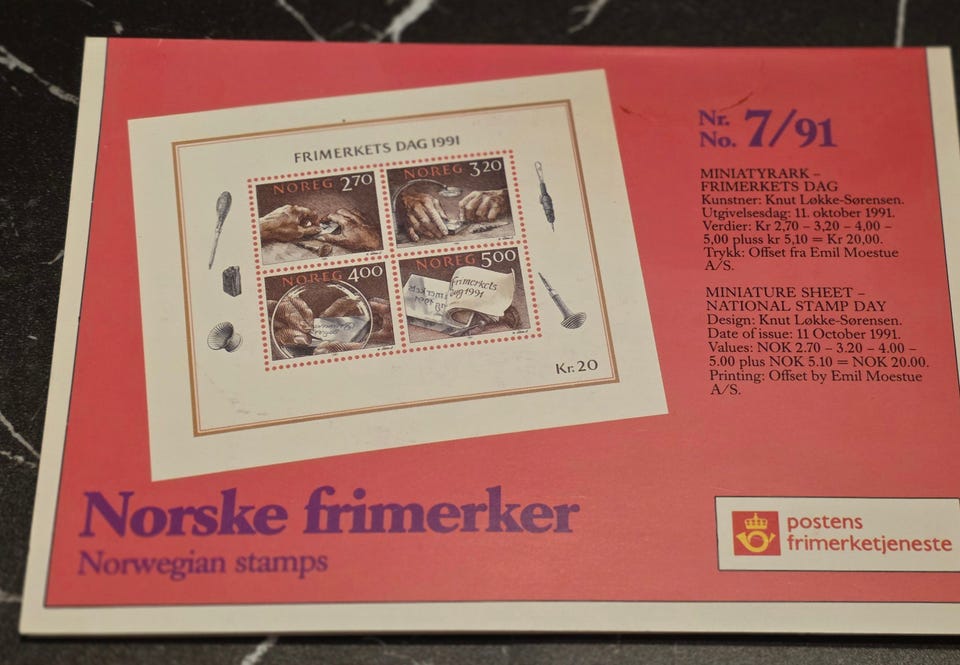 FRIMERKETS DAG 1991
NOREG 2.70
NOREG 3.20
NOREG 4.00
NOREG 5.00
Frimerkets
dag 1991
Kr. 20
Nr.
No. 7/91
MINIATYRARK –
FRIMERKETS DAG
Kunstner: Knut Løkke-Sørensen.
Utgivelsesdag: 11. oktober 1991.
Verdier: Kr 2,70 – 3,20 – 4,00 –
5,00 pluss kr 5,10 = Kr 20,00.
Trykk: Offset fra Emil Moestue
A/S.
MINIATURE SHEET –
NATIONAL STAMP DAY
Design: Knut Løkke-Sørensen.
Date of issue: 11 October 1991.
Values: NOK 2.70 – 3.20 – 4.00 –
5.00 plus NOK 5.10 = NOK 20.00.
Printing: Offset by Emil Moestue
A/S.
Norske frimerker
Norwegian stamps
postens
frimerketjeneste